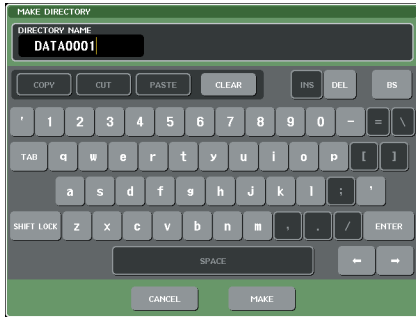 MAKE DIRECTORY
DIRECTORY NAME
DATA0001
COPY CUT PASTE CLEAR INS DEL BS
' 1 2 3 4 5 6 7 8 9 0 - = \
TAB q w e r t y u i o p [ ]
a s d f g h j k l ; '
SHIFT LOCK z x c v b n m , . / ENTER
SPACE ← →
CANCEL MAKE